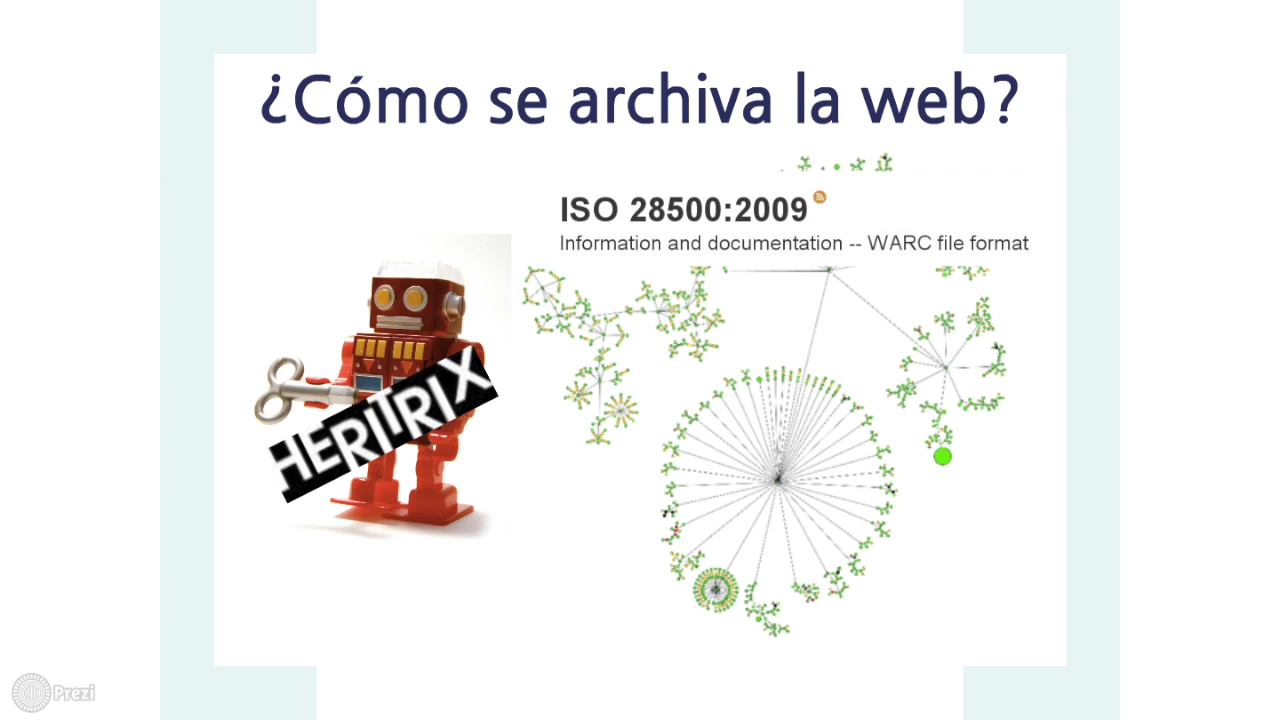 ¿Cómo se archiva la web?
ISO 28500:2009
Information and documentation -- WARC file format
HERITRIX
Prezi